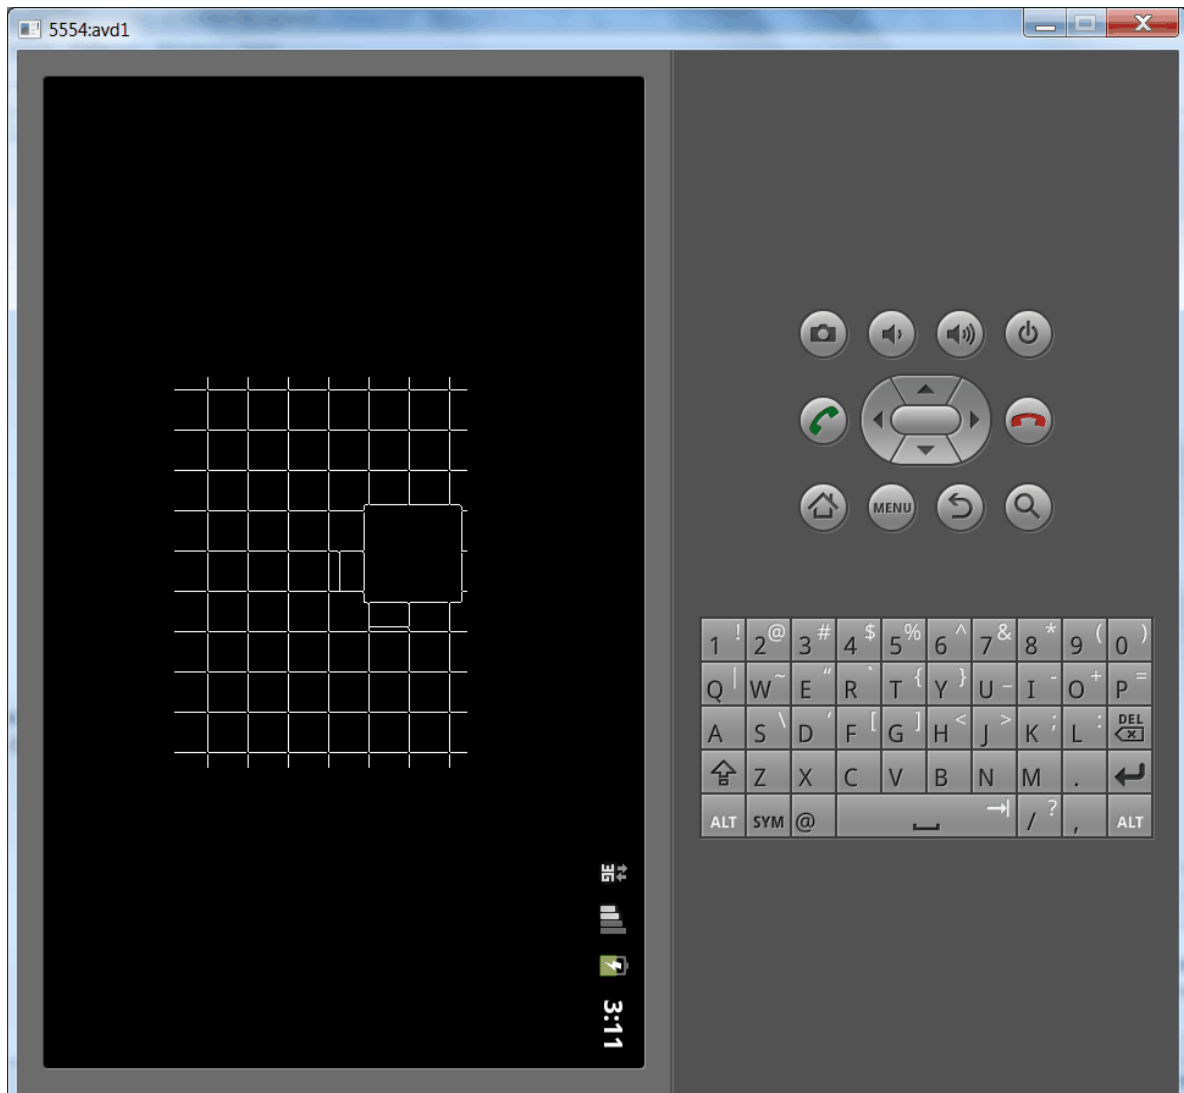 5554:avd1
3G
3:11
MENU
1 ! 2 @ 3 # 4 $ 5 % 6 ^ 7 & 8 * 9 ( 0 )
Q | W ~ E " R ` T { Y } U _ I - O + P =
A S \ D ' F [ G ] H < J > K ; L : DEL
Z X C V B N M .
ALT SYM @ / ? , ALT